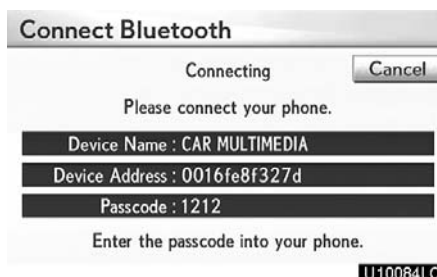 Connect Bluetooth
Connecting
Cancel
Please connect your phone.
Device Name : CAR MULTIMEDIA
Device Address : 0016fe8f327d
Passcode : 1212
Enter the passcode into your phone.